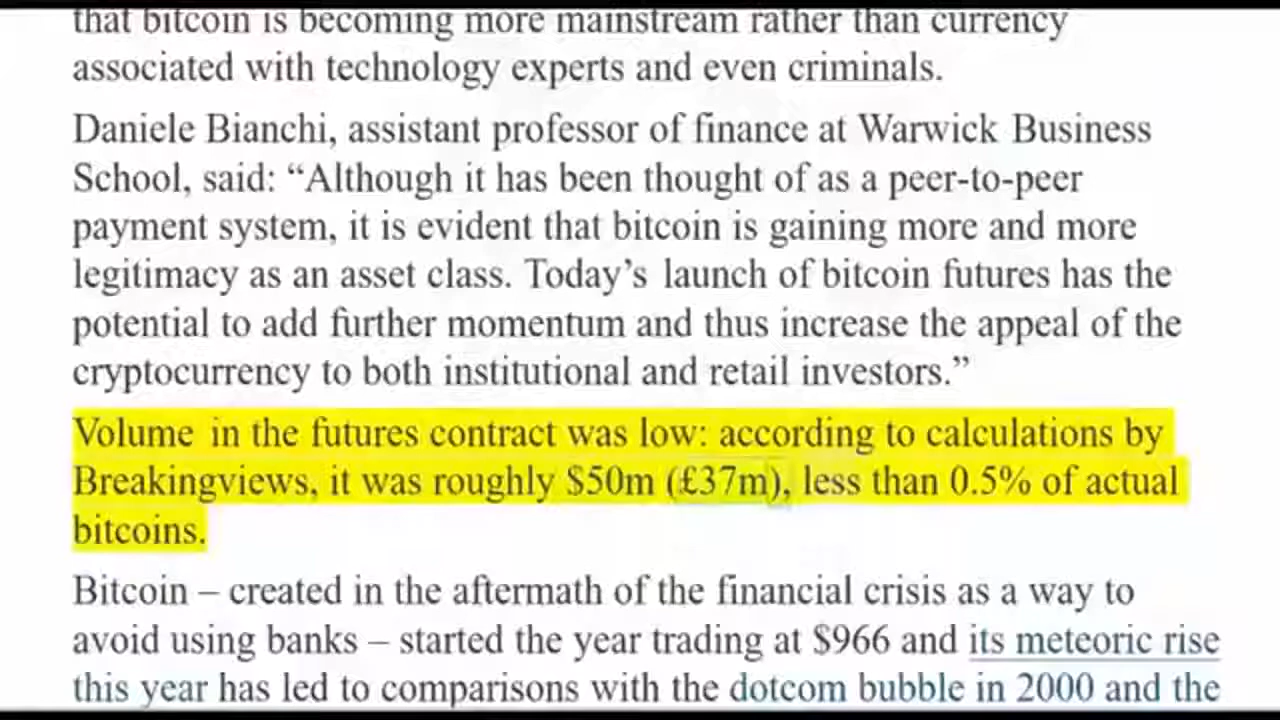 that bitcoin is becoming more mainstream rather than currency
associated with technology experts and even criminals.
Daniele Bianchi, assistant professor of finance at Warwick Business
School, said: “Although it has been thought of as a peer-to-peer
payment system, it is evident that bitcoin is gaining more and more
legitimacy as an asset class. Today’s launch of bitcoin futures has the
potential to add further momentum and thus increase the appeal of the
cryptocurrency to both institutional and retail investors.”
Volume in the futures contract was low: according to calculations by
Breakingviews, it was roughly $50m (£37m), less than 0.5% of actual
bitcoins.
Bitcoin – created in the aftermath of the financial crisis as a way to
avoid using banks – started the year trading at $966 and its meteoric rise
this year has led to comparisons with the dotcom bubble in 2000 and the